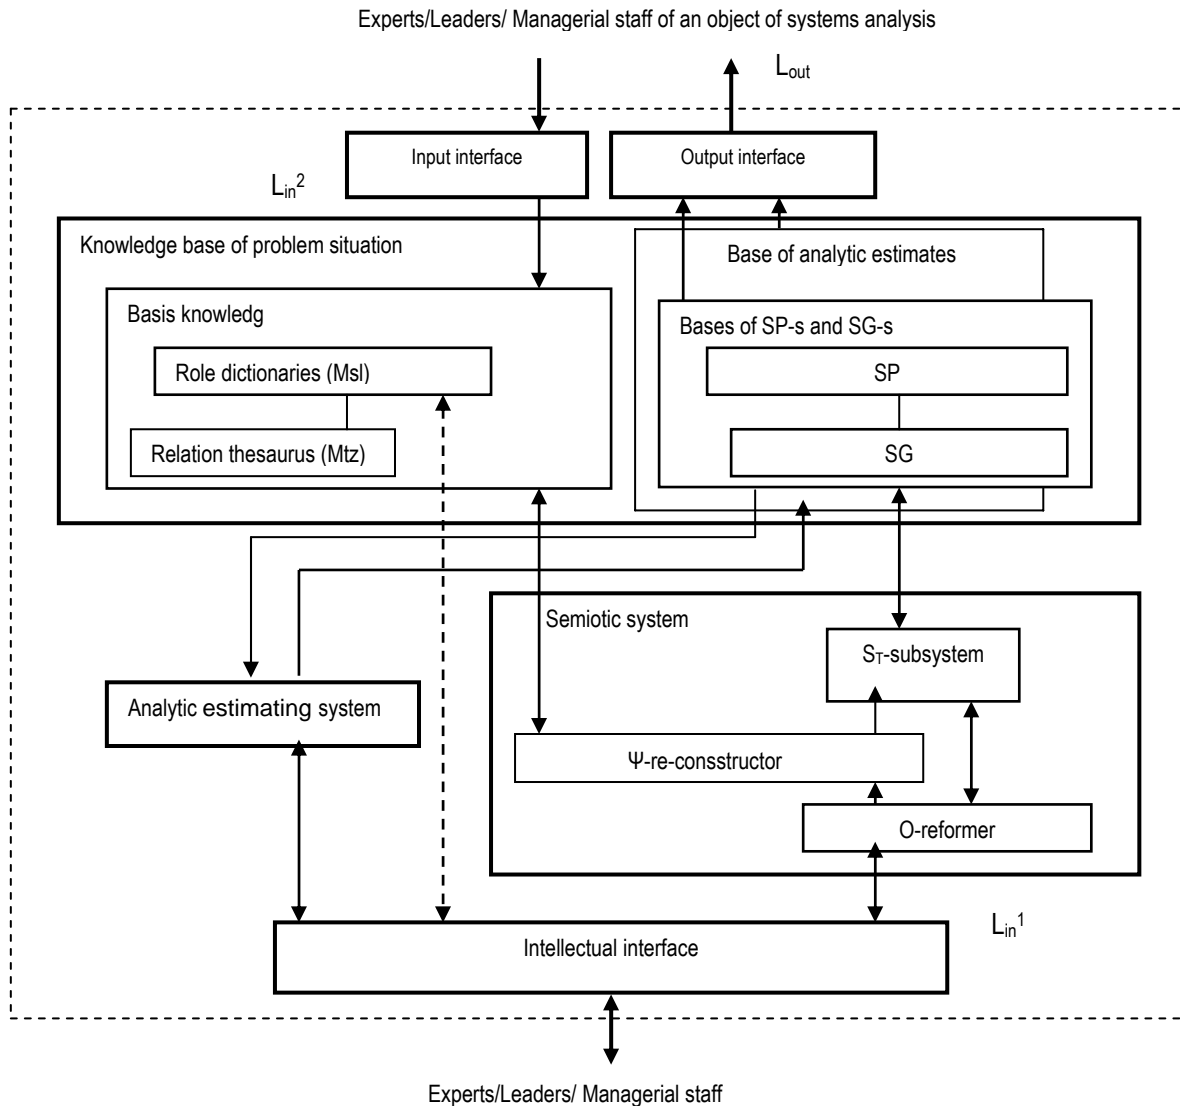 Experts/Leaders/ Managerial staff of an object of systems analysis
Lout
Input interface
Output interface
Lin²
Knowledge base of problem situation
Base of analytic estimates
Basis knowledg
Bases of SP-s and SG-s
Role dictionaries (Msl)
SP
Relation thesaurus (Mtz)
SG
Semiotic system
ST-subsystem
Analytic estimating system
Ψ-re-consstructor
O-reformer
Lin¹
Intellectual interface
Experts/Leaders/ Managerial staff